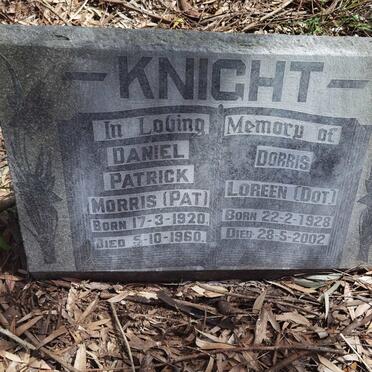 — KNIGHT —
In Loving Memory of
DANIEL
PATRICK
MORRIS (PAT)
BORN 17-3-1920.
DIED 5-10-1960.
DORRIS
LOREEN (DOT)
BORN 22-2-1928
DIED 28-5-2002